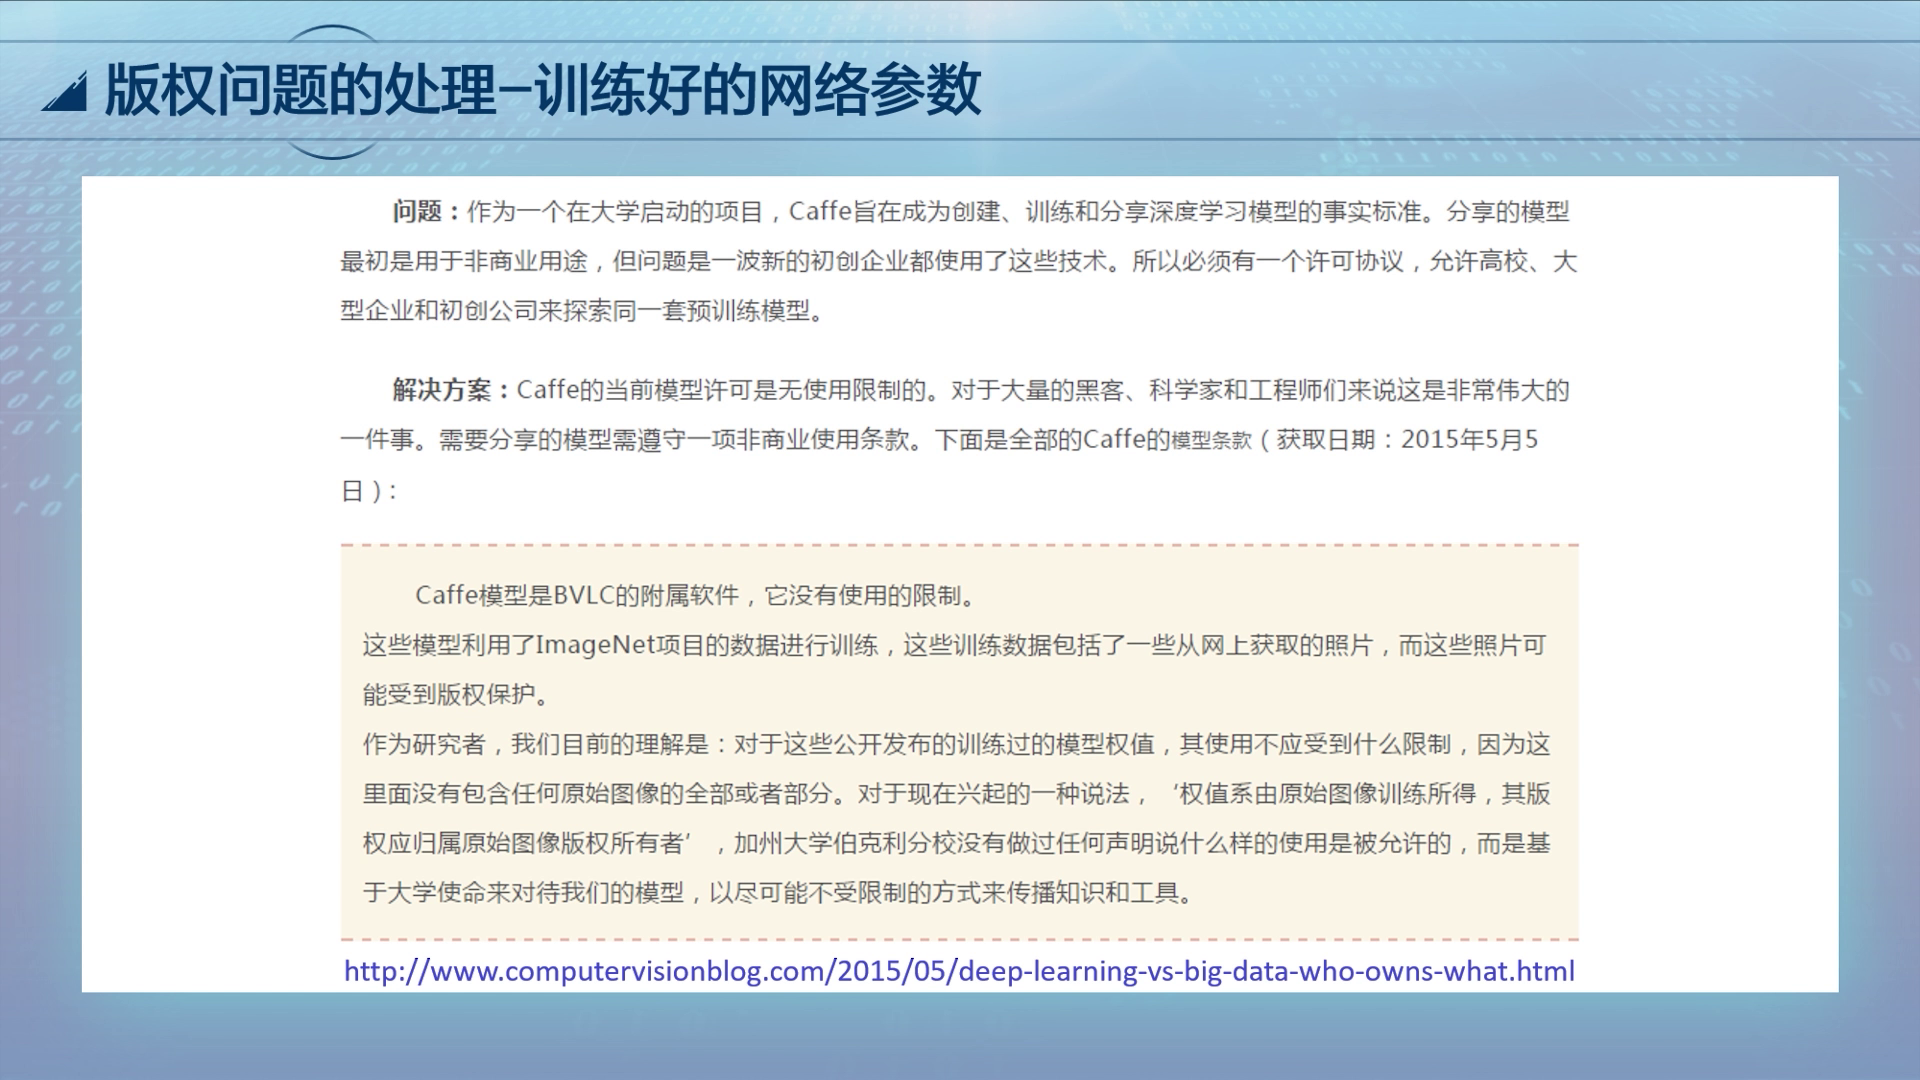 版权问题的处理–训练好的网络参数
问题：作为一个在大学启动的项目，Caffe旨在成为创建、训练和分享深度学习模型的事实标准。分享的模型
最初是用于非商业用途，但问题是一波新的初创企业都使用了这些技术。所以必须有一个许可协议，允许高校、大
型企业和初创公司来探索同一套预训练模型。
解决方案：Caffe的当前模型许可是无使用限制的。对于大量的黑客、科学家和工程师们来说这是非常伟大的
一件事。需要分享的模型需遵守一项非商业使用条款。下面是全部的Caffe的模型条款（获取日期：2015年5月5
日）：
Caffe模型是BVLC的附属软件，它没有使用的限制。
这些模型利用了ImageNet项目的数据进行训练，这些训练数据包括了一些从网上获取的照片，而这些照片可
能受到版权保护。
作为研究者，我们目前的理解是：对于这些公开发布的训练过的模型权值，其使用不应受到什么限制，因为这
里面没有包含任何原始图像的全部或者部分。对于现在兴起的一种说法，‘权值系由原始图像训练所得，其版
权应归属原始图像版权所有者’，加州大学伯克利分校没有做过任何声明说什么样的使用是被允许的，而是基
于大学使命来对待我们的模型，以尽可能不受限制的方式来传播知识和工具。
http://www.computervisionblog.com/2015/05/deep-learning-vs-big-data-who-owns-what.html